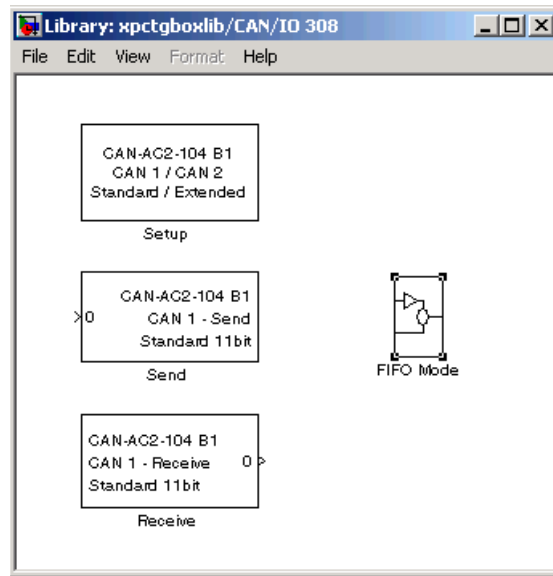 Library: xpctgboxlib/CAN/IO 308
File Edit View Format Help
CAN-AC2-104 B1
CAN 1 / CAN 2
Standard / Extended
Setup
CAN-AC2-104 B1
0 CAN 1 - Send
Standard 11bit
Send
FIFO Mode
CAN-AC2-104 B1
CAN 1 - Receive 0
Standard 11bit
Receive